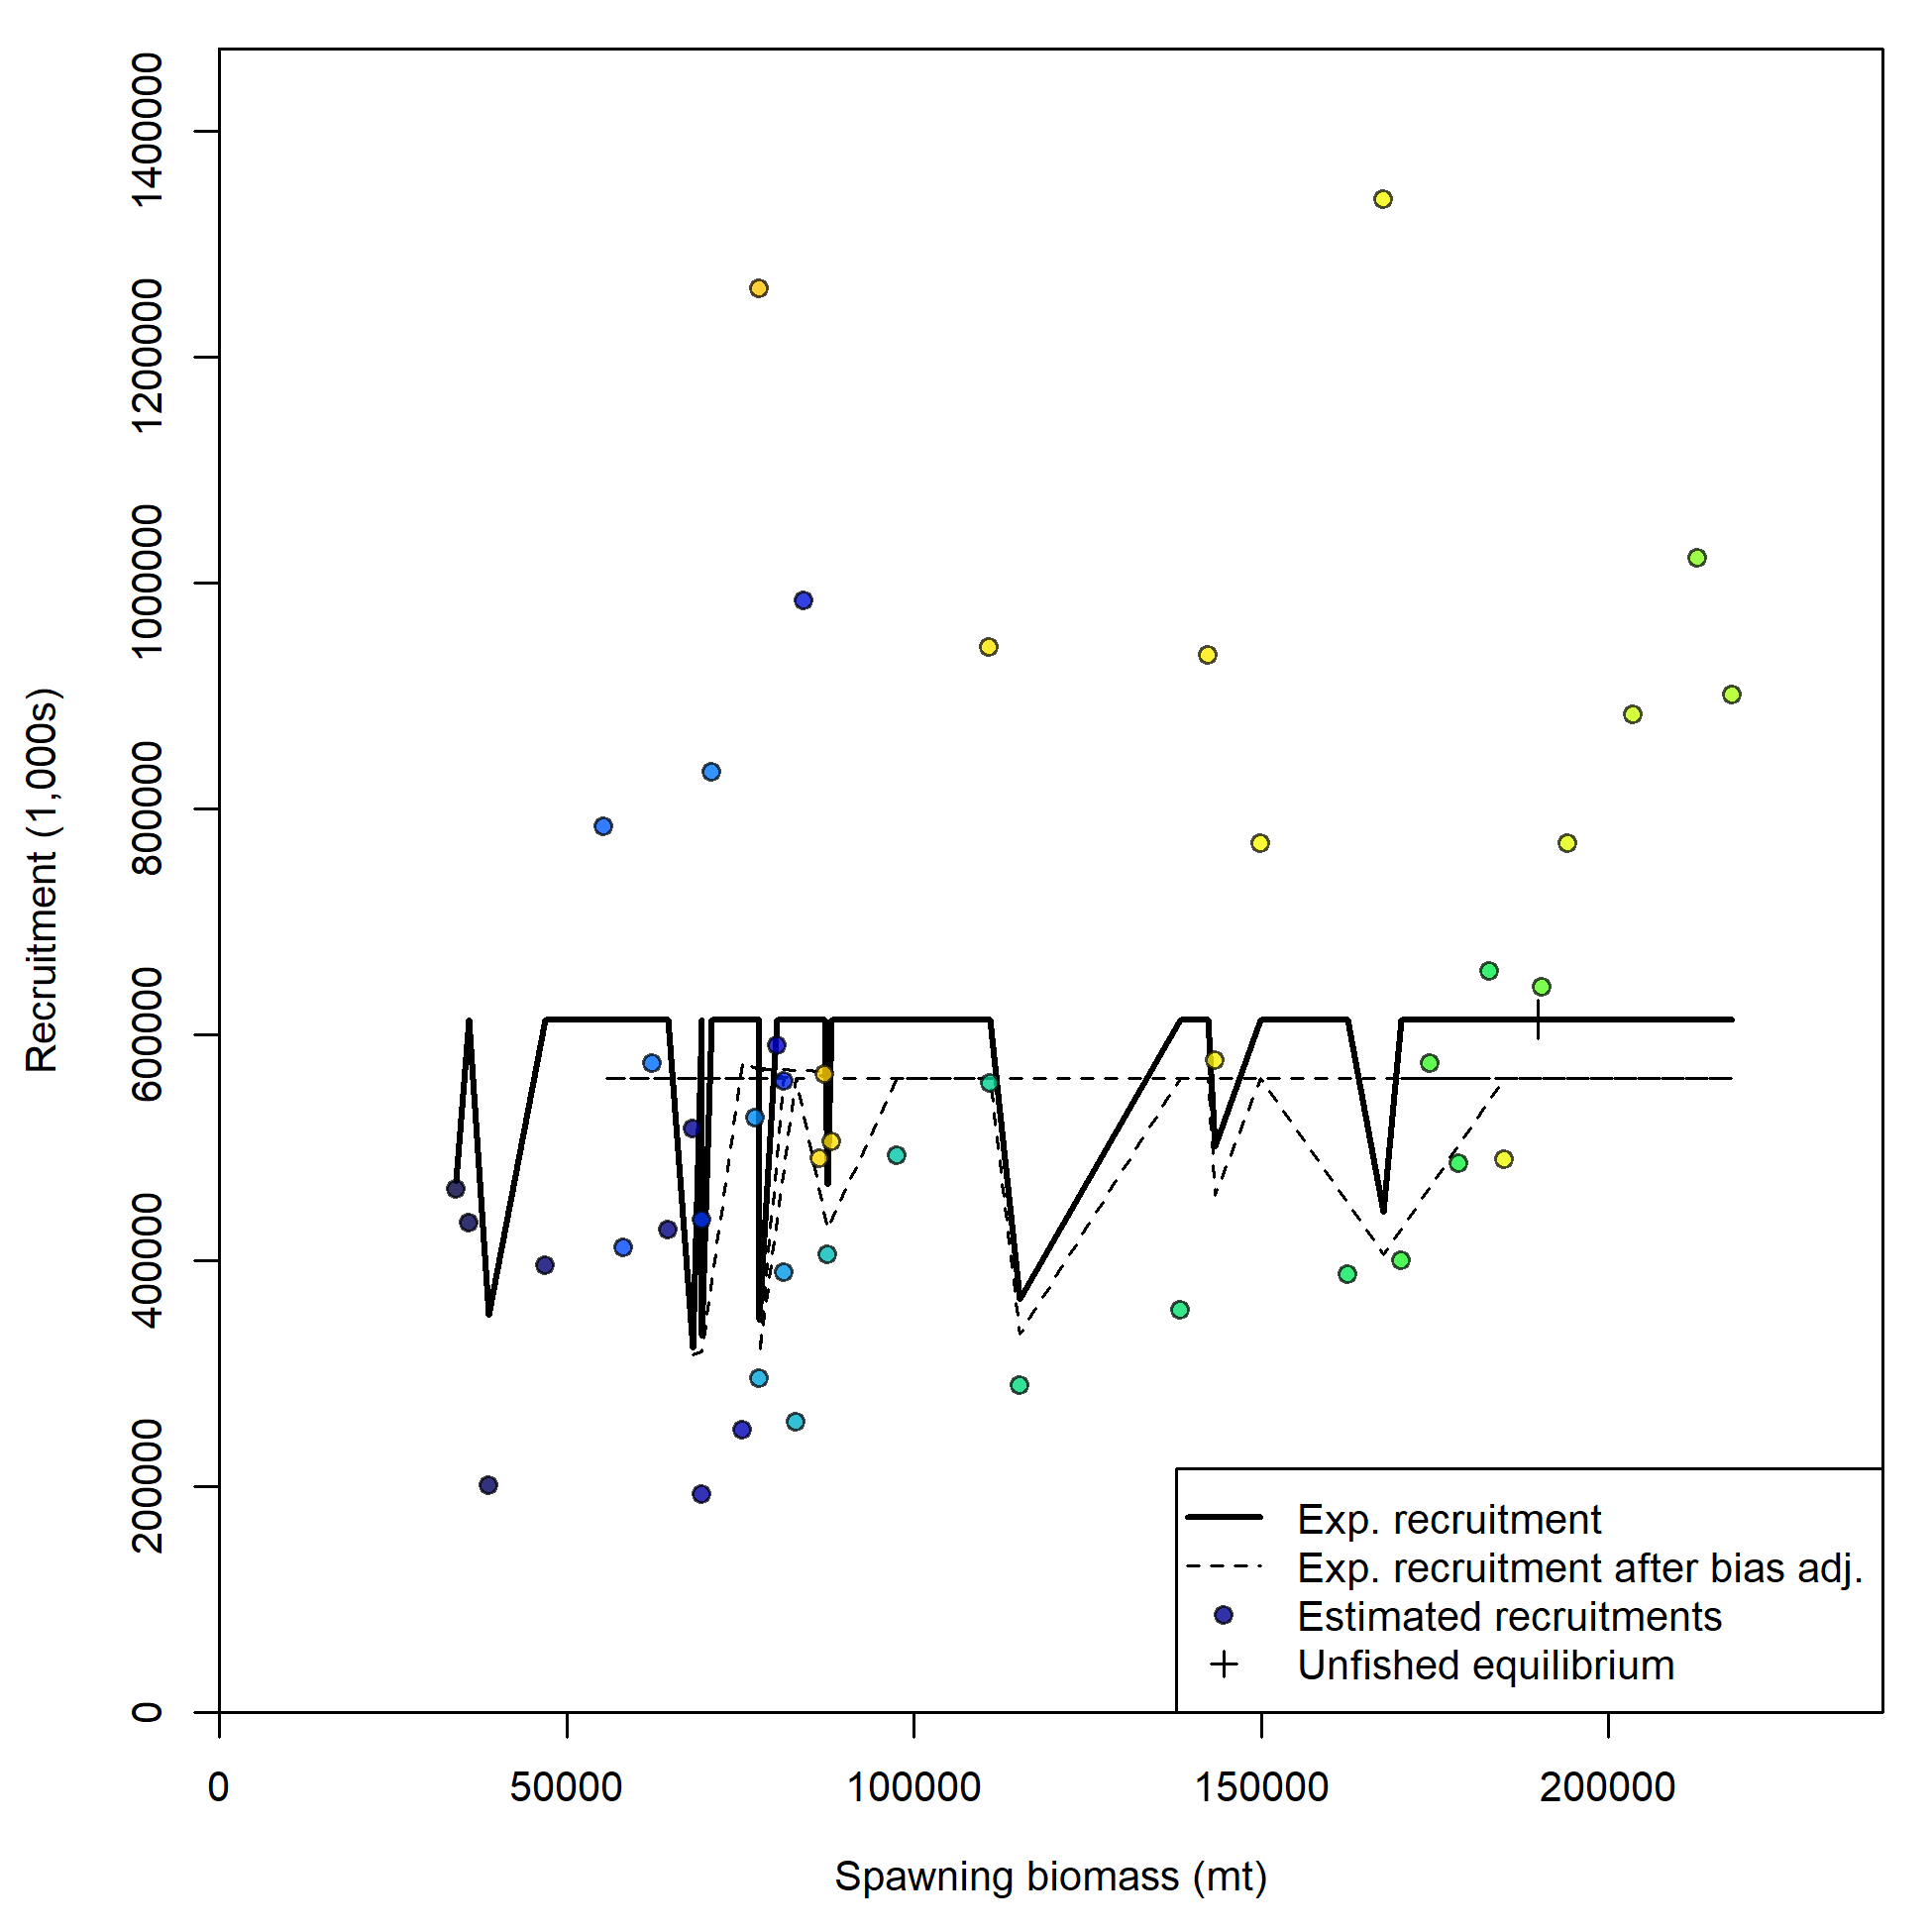 Recruitment (1,000s)
1400000
1200000
1000000
800000
600000
400000
200000
0
Exp. recruitment
Exp. recruitment after bias adj.
Estimated recruitments
Unfished equilibrium
0 50000 100000 150000 200000
Spawning biomass (mt)